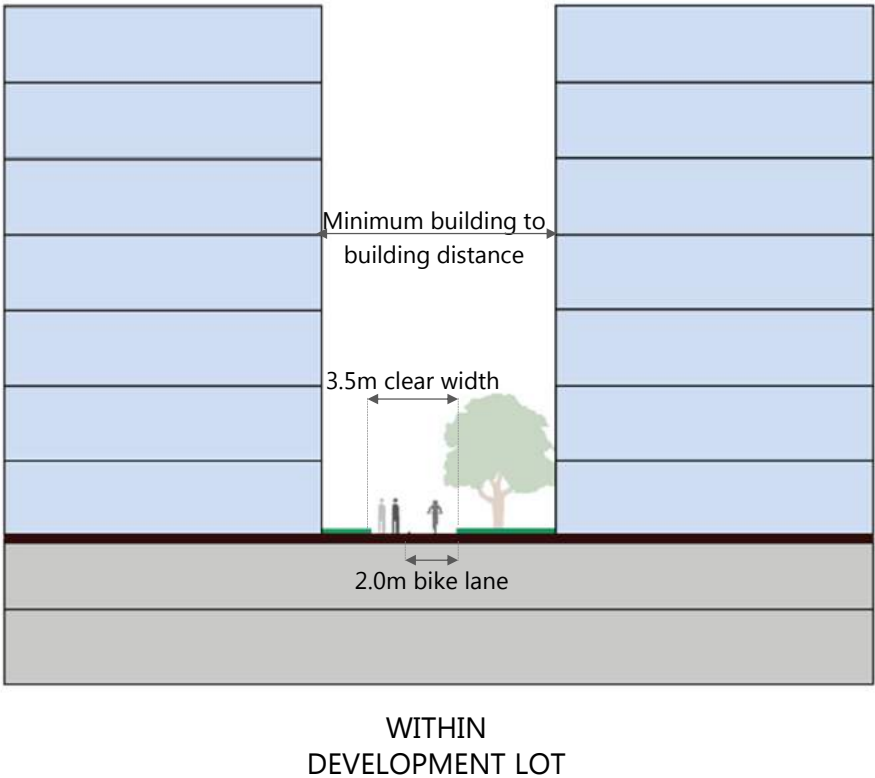 Minimum building to
building distance
3.5m clear width
2.0m bike lane
WITHIN
DEVELOPMENT LOT